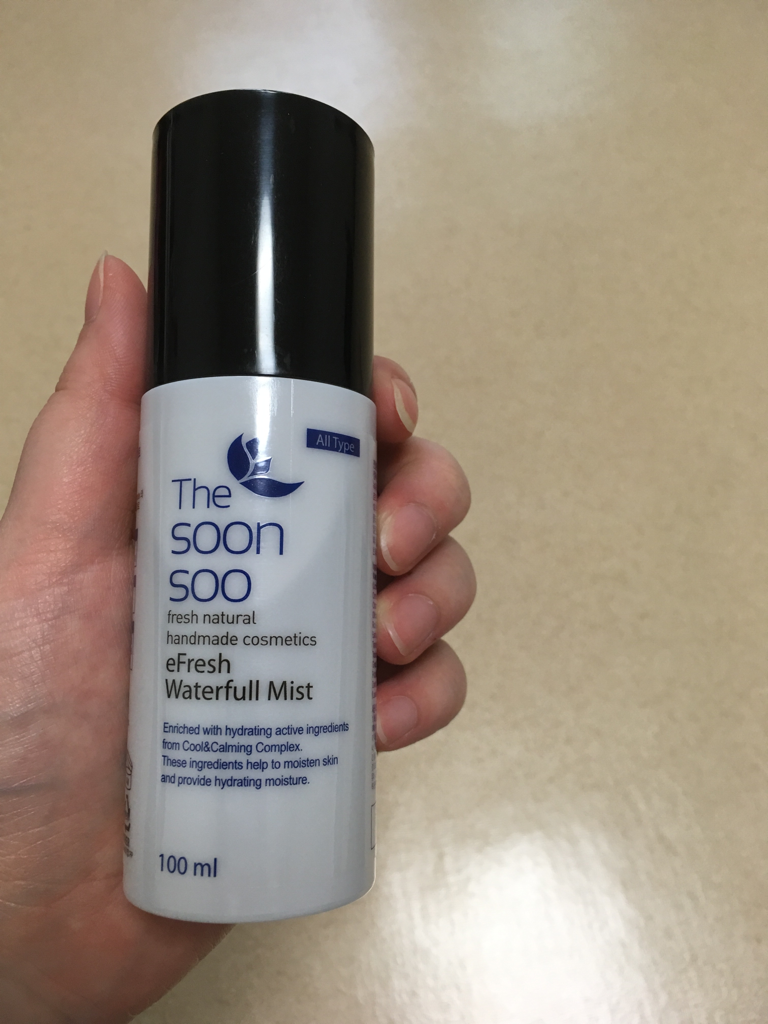 All Type
The
soon
soo
fresh natural
handmade cosmetics
eFresh
Waterfull Mist
Enriched with hydrating active ingredients
from Cool&Calming Complex.
These ingredients help to moisten skin
and provide hydrating moisture.
100 ml